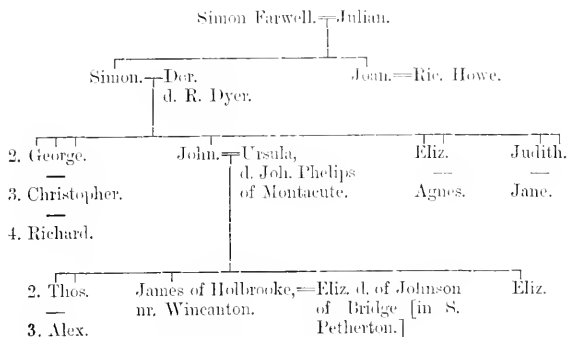 Simon Farwell.═Julian.
Simon.═Dor. Joan.═Ric. Howe.
d. R. Dyer.
2. George. John.═Ursula, Eliz. Judith.
d. Joh. Phelips
3. Christopher. of Montacute. Agnes. Jane.
4. Richard.
2. Thos. James of Holbrooke,═Eliz. d. of Johnson Eliz.
nr. Wincanton. of Bridge [in S.
3. Alex. Petherton.]